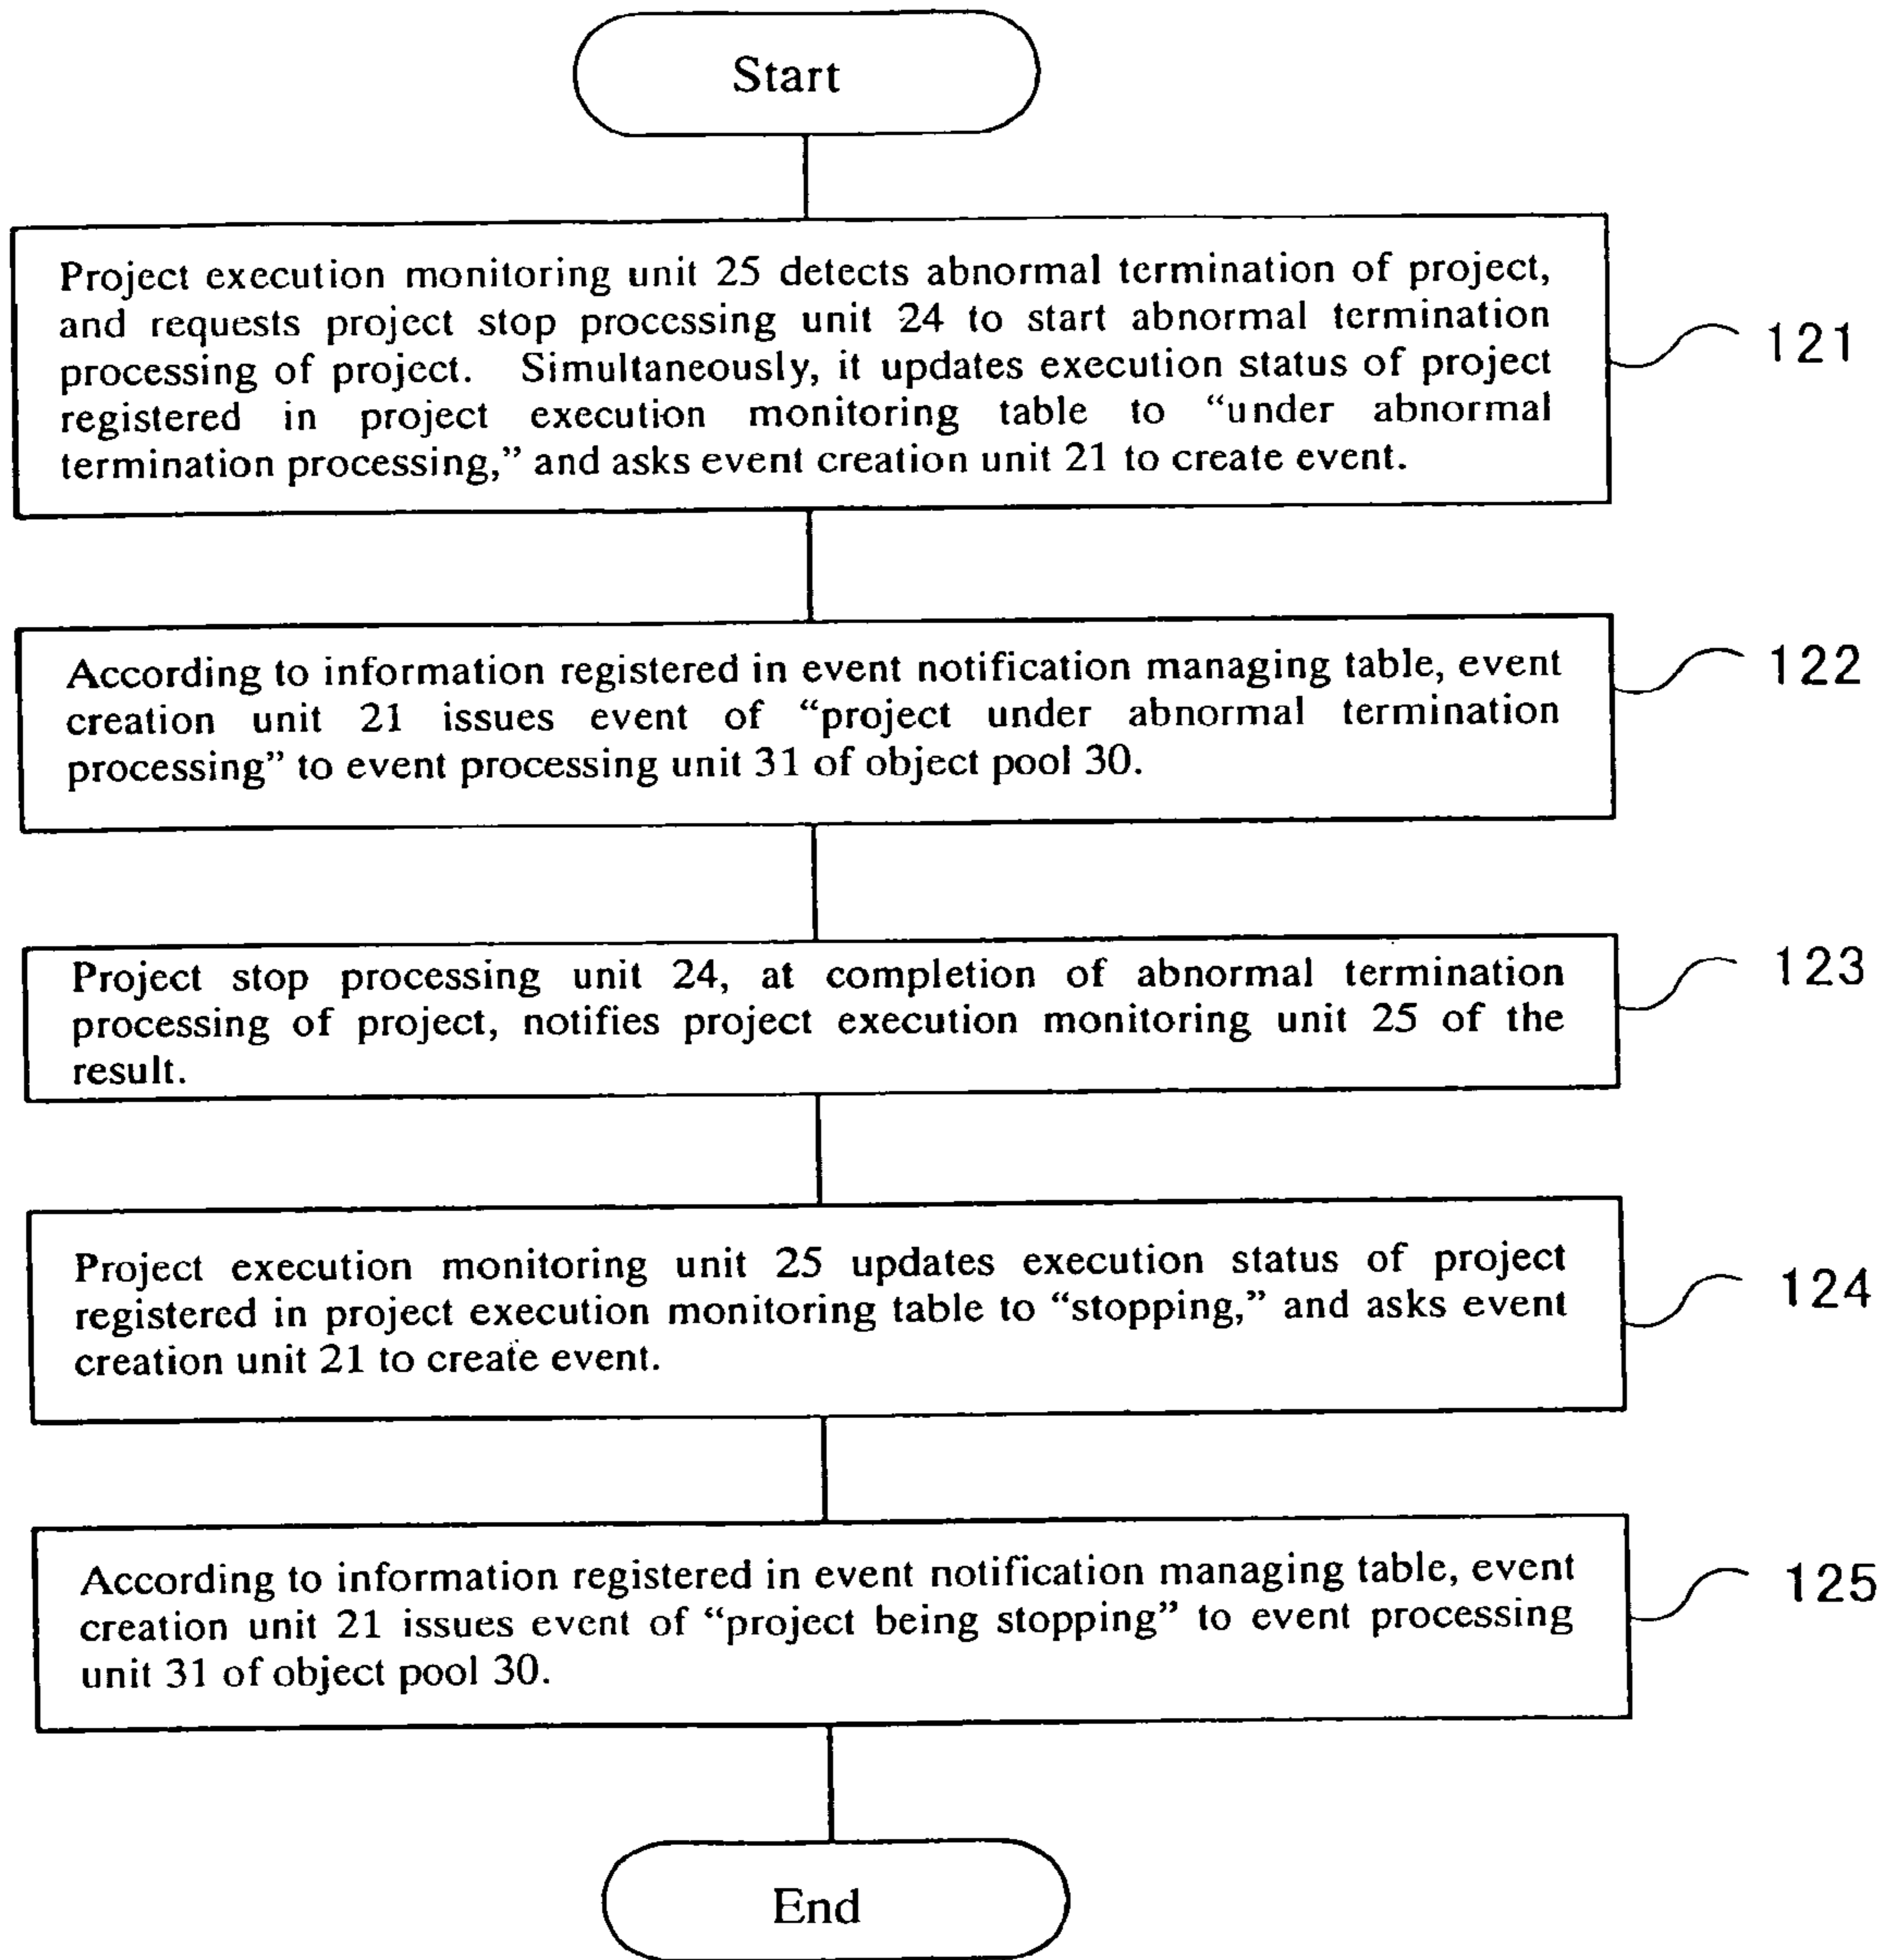 Start
Project execution monitoring unit 25 detects abnormal termination of project,
and requests project stop processing unit 24 to start abnormal termination
processing of project. Simultaneously, it updates execution status of project
registered in project execution monitoring table to “under abnormal
termination processing,” and asks event creation unit 21 to create event.
121
According to information registered in event notification managing table, event
creation unit 21 issues event of “project under abnormal termination
processing” to event processing unit 31 of object pool 30.
122
Project stop processing unit 24, at completion of abnormal termination
processing of project, notifies project execution monitoring unit 25 of the
result.
123
Project execution monitoring unit 25 updates execution status of project
registered in project execution monitoring table to “stopping,” and asks event
creation unit 21 to create event.
124
According to information registered in event notification managing table, event
creation unit 21 issues event of “project being stopping” to event processing
unit 31 of object pool 30.
125
End